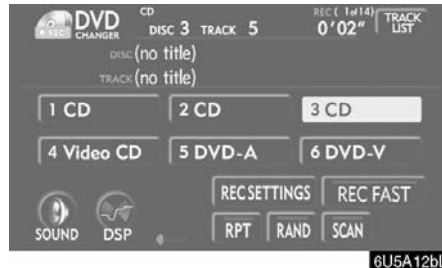 DVD CHANGER CD DISC 3 TRACK 5 REC( 1of14) 0'02" TRACK LIST
REC
DISC (no title)
TRACK (no title)
1 CD 2 CD 3 CD
4 Video CD 5 DVD-A 6 DVD-V
REC SETTINGS REC FAST
SOUND DSP RPT RAND SCAN
6U5A12bL